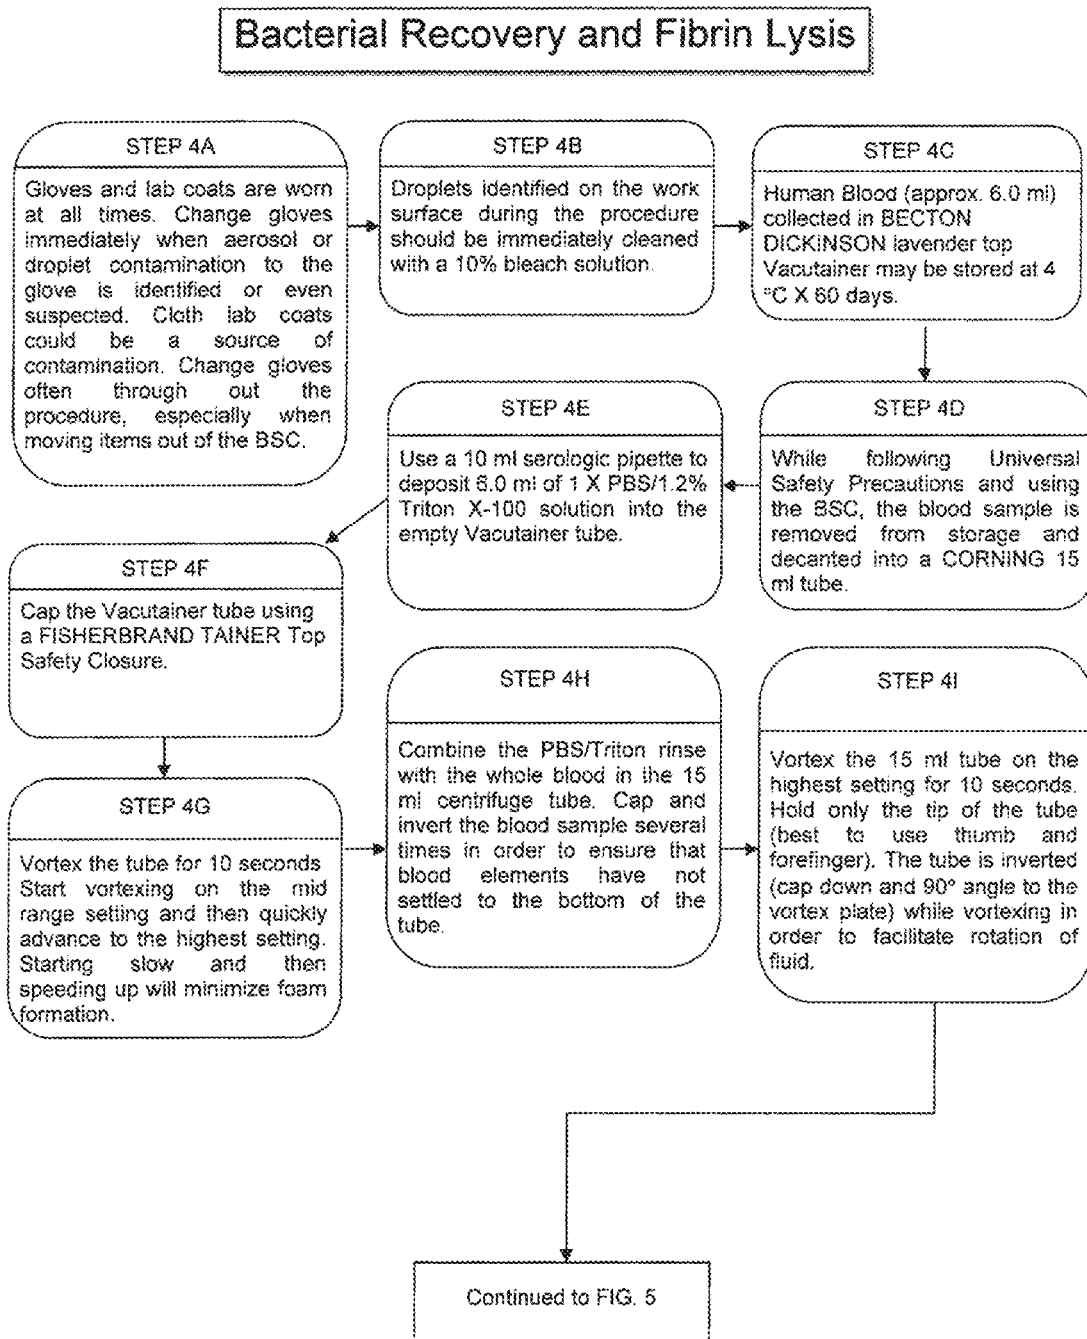 Bacterial Recovery and Fibrin Lysis
STEP 4A
Gloves and lab coats are worn
at all times. Change gloves
immediately when aerosol or
droplet contamination to the
glove is identified or even
suspected. Cloth lab coats
could be a source of
contamination. Change gloves
often through out the
procedure, especially when
moving items out of the BSC.
STEP 4B
Droplets identified on the work
surface during the procedure
should be immediately cleaned
with a 10% bleach solution.
STEP 4C
Human Blood (approx. 6.0 ml)
collected in BECTON
DICKINSON lavender top
Vacutainer may be stored at 4
°C X 60 days.
STEP 4D
While following Universal
Safety Precautions and using
the BSC, the blood sample is
removed from storage and
decanted into a CORNING 15
ml tube.
STEP 4E
Use a 10 ml serologic pipette to
deposit 6.0 ml of 1 X PBS/1.2%
Triton X-100 solution into the
empty Vacutainer tube.
STEP 4F
Cap the Vacutainer tube using
a FISHERBRAND TAINER Top
Safety Closure.
STEP 4G
Vortex the tube for 10 seconds
Start vortexing on the mid
range setting and then quickly
advance to the highest setting.
Starting slow and then
speeding up will minimize foam
formation.
STEP 4H
Combine the PBS/Triton rinse
with the whole blood in the 15
ml centrifuge tube. Cap and
invert the blood sample several
times in order to ensure that
blood elements have not
settled to the bottom of the
tube.
STEP 4I
Vortex the 15 ml tube on the
highest setting for 10 seconds.
Hold only the tip of the tube
(best to use thumb and
forefinger). The tube is inverted
(cap down and 90° angle to the
vortex plate) while vortexing in
order to facilitate rotation of
fluid.
Continued to FIG. 5